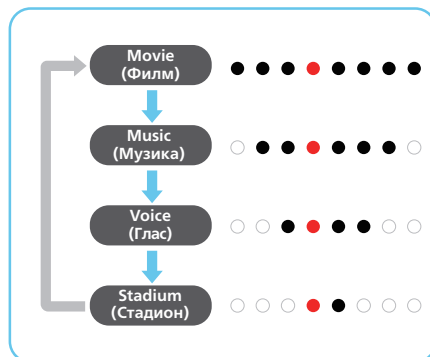 Movie
(Филм)
Music
(Музика)
Voice
(Глас)
Stadium
(Стадион)